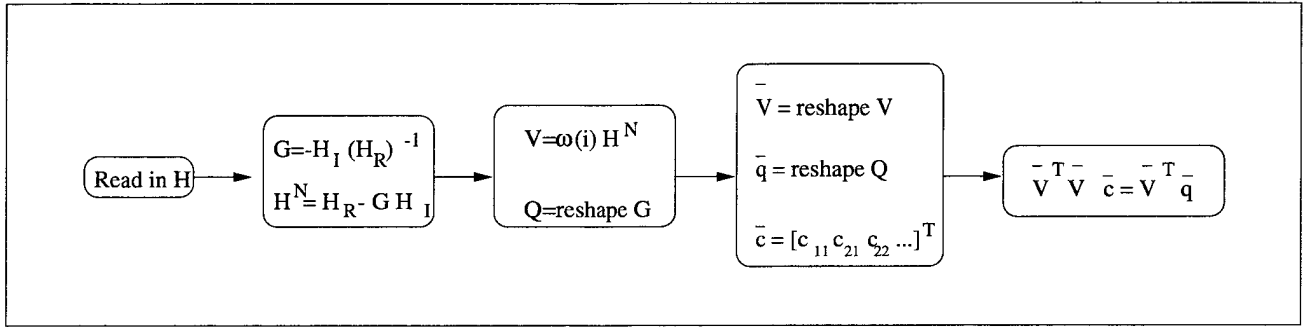 Read in H
G=-H_I (H_R)^-1
H^N=H_R- G H_I
V=ω(i) H^N
Q=reshape G
V̄ = reshape V
q̄ = reshape Q
c̄ = [c_11 c_21 c_22 ...]^T
V̄^T V̄ c̄ = V̄^T q̄